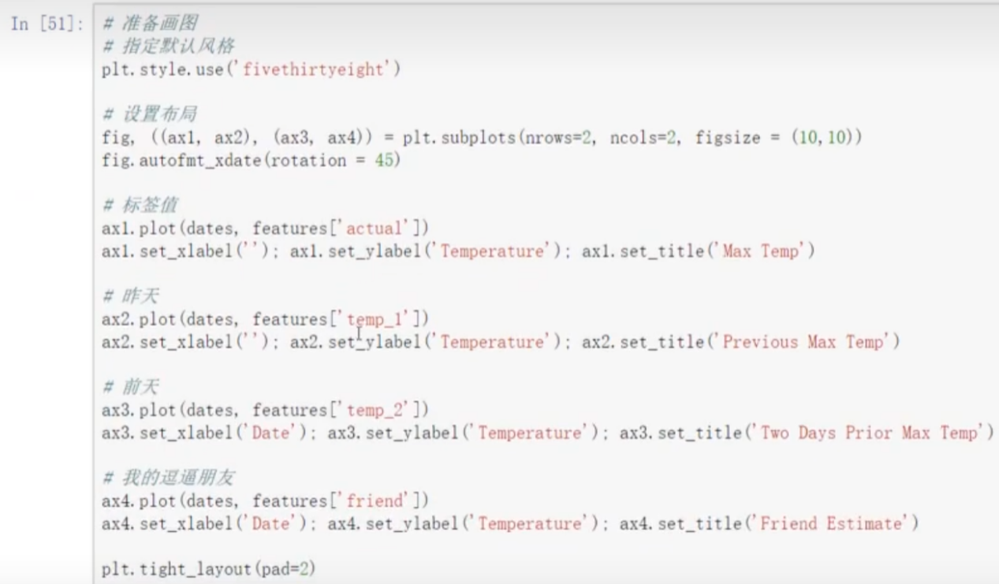 In [51]:
# 准备画图
# 指定默认风格
plt.style.use('fivethirtyeight')
# 设置布局
fig, ((ax1, ax2), (ax3, ax4)) = plt.subplots(nrows=2, ncols=2, figsize = (10,10))
fig.autofmt_xdate(rotation = 45)
# 标签值
ax1.plot(dates, features['actual'])
ax1.set_xlabel(''); ax1.set_ylabel('Temperature'); ax1.set_title('Max Temp')
# 昨天
ax2.plot(dates, features['temp_1'])
ax2.set_xlabel(''); ax2.set_ylabel('Temperature'); ax2.set_title('Previous Max Temp')
# 前天
ax3.plot(dates, features['temp_2'])
ax3.set_xlabel('Date'); ax3.set_ylabel('Temperature'); ax3.set_title('Two Days Prior Max Temp')
# 我的逗逼朋友
ax4.plot(dates, features['friend'])
ax4.set_xlabel('Date'); ax4.set_ylabel('Temperature'); ax4.set_title('Friend Estimate')
plt.tight_layout(pad=2)